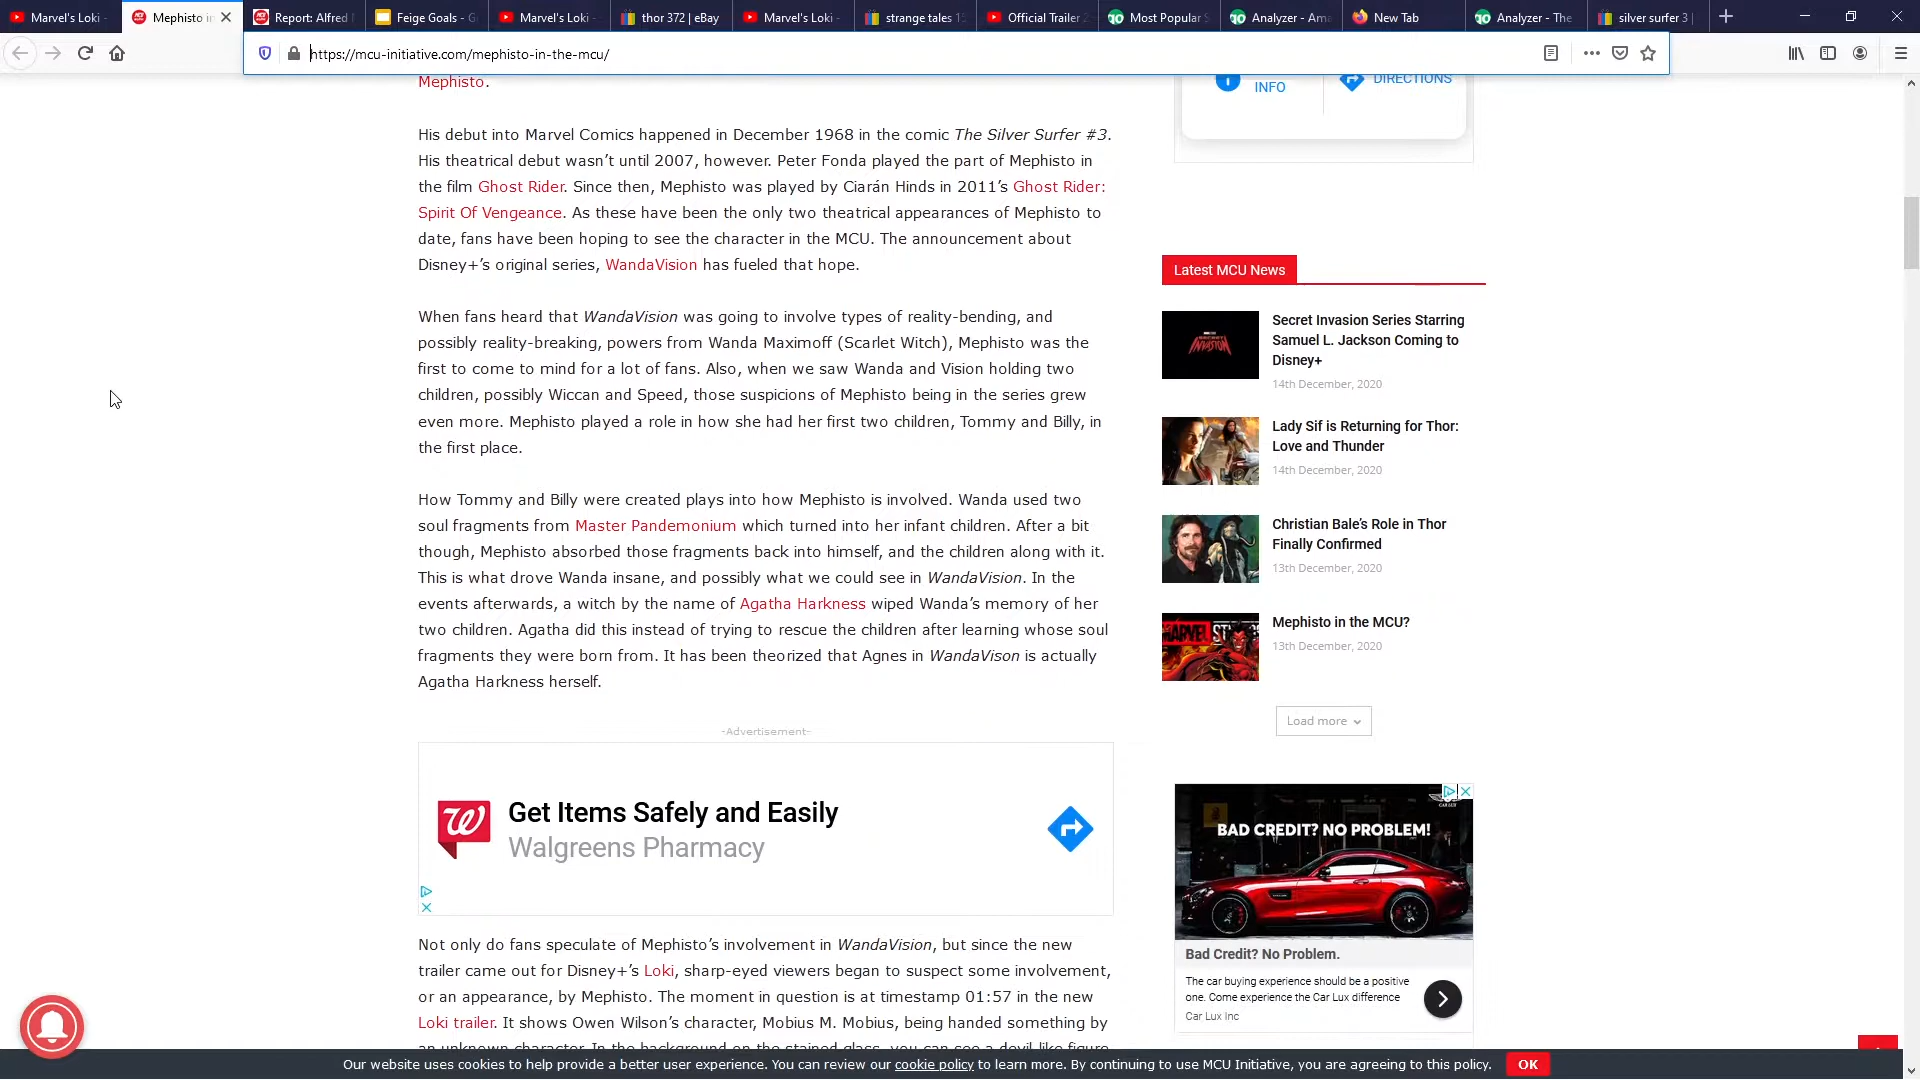 Marvel's Loki -
Mephisto in
Report: Alfred
Feige Goals - G
Marvel's Loki -
thor 372 | eBay
Marvel's Loki -
strange tales 1
Official Trailer 2
Most Popular S
Analyzer - Ama
New Tab
Analyzer - The
silver surfer 3 |
https://mcu-initiative.com/mephisto-in-the-mcu/
Mephisto.
His debut into Marvel Comics happened in December 1968 in the comic The Silver Surfer #3.
His theatrical debut wasn't until 2007, however. Peter Fonda played the part of Mephisto in
the film Ghost Rider. Since then, Mephisto was played by Ciarán Hinds in 2011's Ghost Rider:
Spirit Of Vengeance. As these have been the only two theatrical appearances of Mephisto to
date, fans have been hoping to see the character in the MCU. The announcement about
Disney+'s original series, WandaVision has fueled that hope.
When fans heard that WandaVision was going to involve types of reality-bending, and
possibly reality-breaking, powers from Wanda Maximoff (Scarlet Witch), Mephisto was the
first to come to mind for a lot of fans. Also, when we saw Wanda and Vision holding two
children, possibly Wiccan and Speed, those suspicions of Mephisto being in the series grew
even more. Mephisto played a role in how she had her first two children, Tommy and Billy, in
the first place.
How Tommy and Billy were created plays into how Mephisto is involved. Wanda used two
soul fragments from Master Pandemonium which turned into her infant children. After a bit
though, Mephisto absorbed those fragments back into himself, and the children along with it.
This is what drove Wanda insane, and possibly what we could see in WandaVision. In the
events afterwards, a witch by the name of Agatha Harkness wiped Wanda's memory of her
two children. Agatha did this instead of trying to rescue the children after learning whose soul
fragments they were born from. It has been theorized that Agnes in WandaVison is actually
Agatha Harkness herself.
-Advertisement-
Get Items Safely and Easily
Walgreens Pharmacy
Not only do fans speculate of Mephisto's involvement in WandaVision, but since the new
trailer came out for Disney+'s Loki, sharp-eyed viewers began to suspect some involvement,
or an appearance, by Mephisto. The moment in question is at timestamp 01:57 in the new
Loki trailer. It shows Owen Wilson's character, Mobius M. Mobius, being handed something by
an unknown character. In the background on the stained glass, you can see a devil-like figure
INFO
DIRECTIONS
Latest MCU News
Secret Invasion Series Starring
Samuel L. Jackson Coming to
Disney+
14th December, 2020
Lady Sif is Returning for Thor:
Love and Thunder
14th December, 2020
Christian Bale's Role in Thor
Finally Confirmed
13th December, 2020
Mephisto in the MCU?
13th December, 2020
Load more
CAR LUX
BAD CREDIT? NO PROBLEM!
Bad Credit? No Problem.
The car buying experience should be a positive
one. Come experience the Car Lux difference
Car Lux Inc
Our website uses cookies to help provide a better user experience. You can review our cookie policy to learn more. By continuing to use MCU Initiative, you are agreeing to this policy.
OK